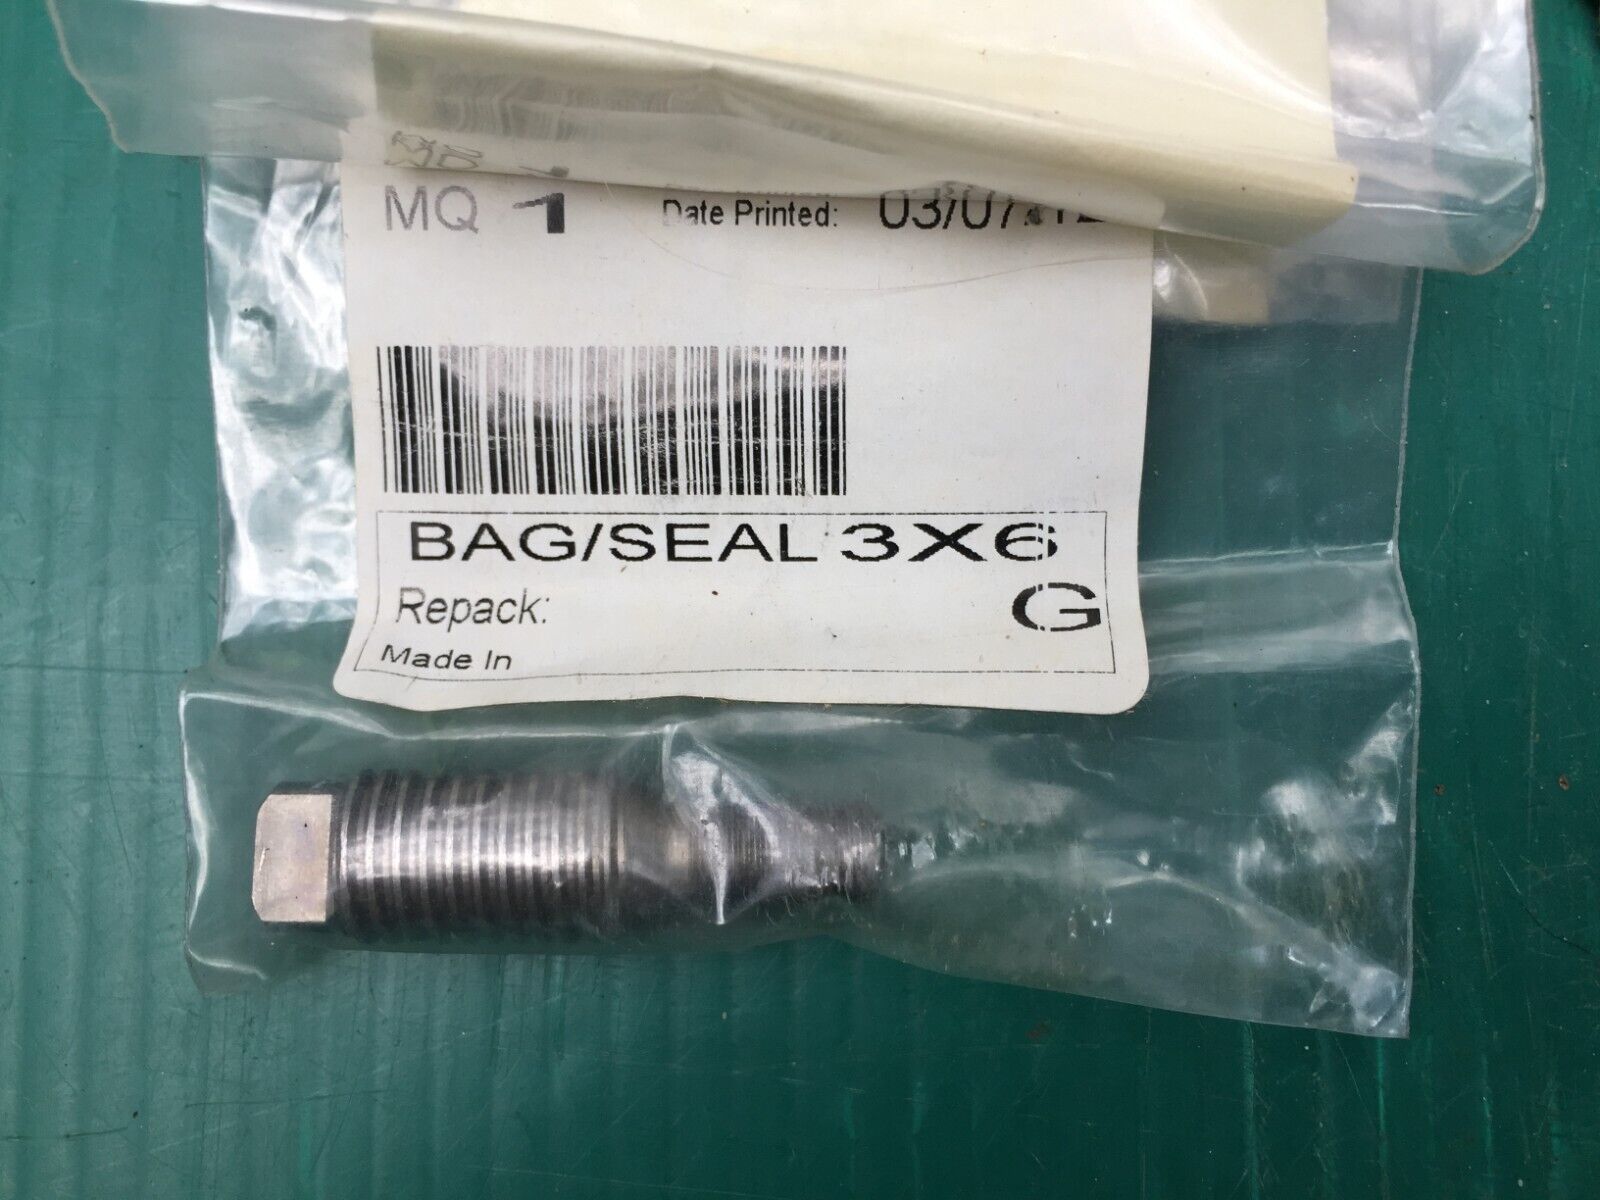 MQ 1 Date Printed:
BAG/SEAL 3X6
Repack: G
Made In